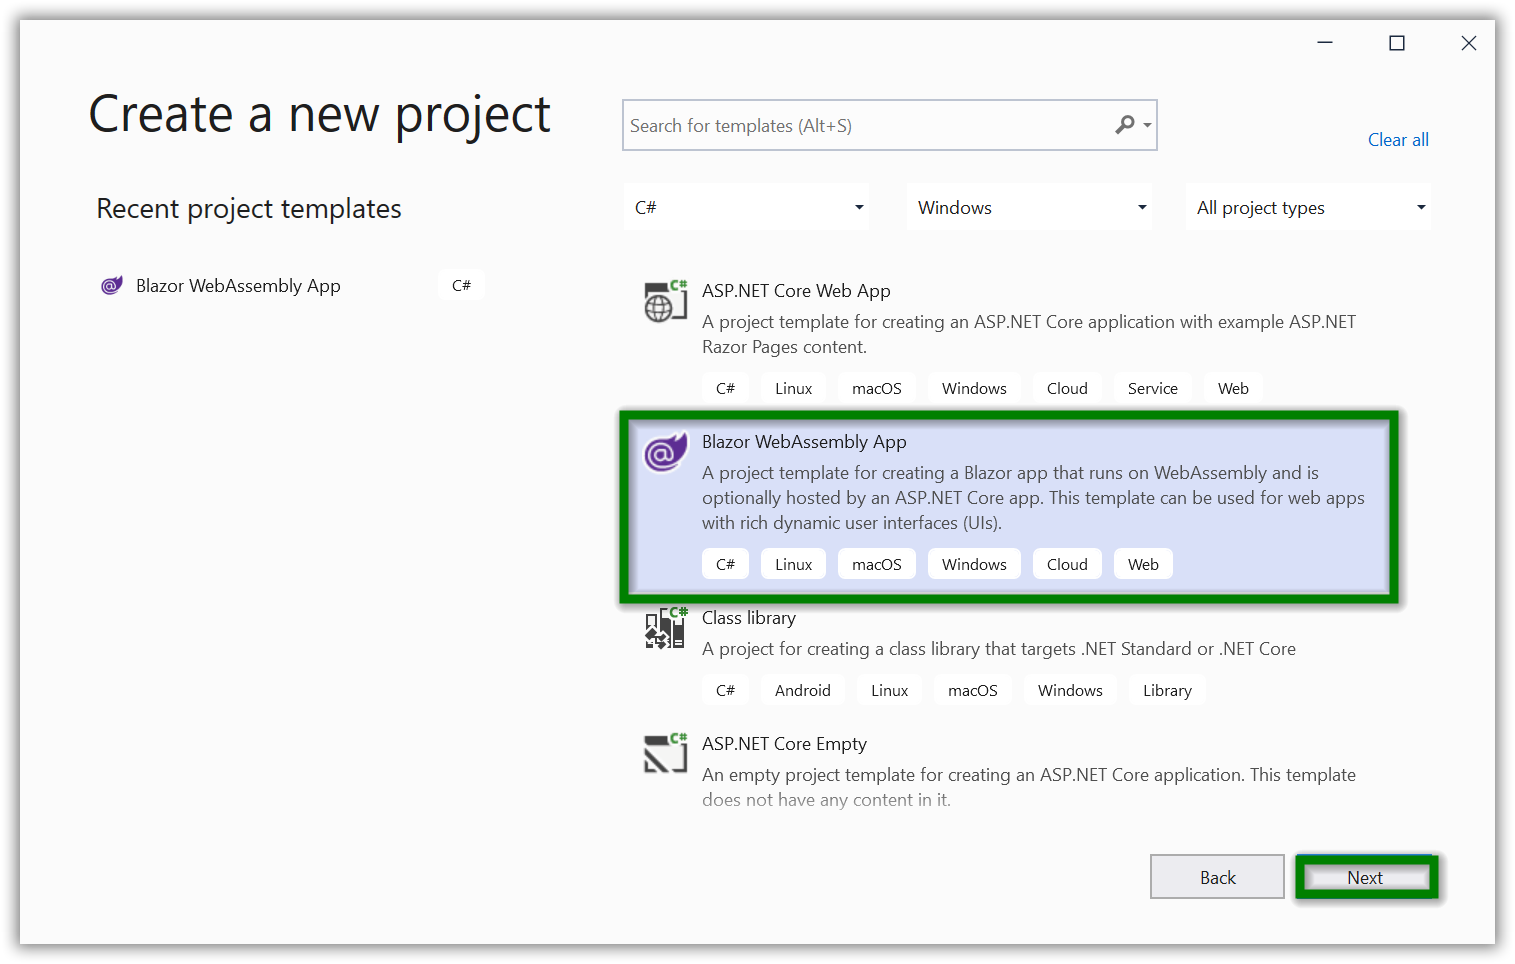 Create a new project
Search for templates (Alt+S)
Clear all
Recent project templates
C#
Windows
All project types
Blazor WebAssembly App
C#
C#
ASP.NET Core Web App
A project template for creating an ASP.NET Core application with example ASP.NET
Razor Pages content.
C# Linux macOS Windows Cloud Service Web
@
Blazor WebAssembly App
A project template for creating a Blazor app that runs on WebAssembly and is
optionally hosted by an ASP.NET Core app. This template can be used for web apps
with rich dynamic user interfaces (UIs).
C# Linux macOS Windows Cloud Web
C#
Class library
A project for creating a class library that targets .NET Standard or .NET Core
C# Android Linux macOS Windows Library
C#
ASP.NET Core Empty
An empty project template for creating an ASP.NET Core application. This template
does not have any content in it.
Back
Next